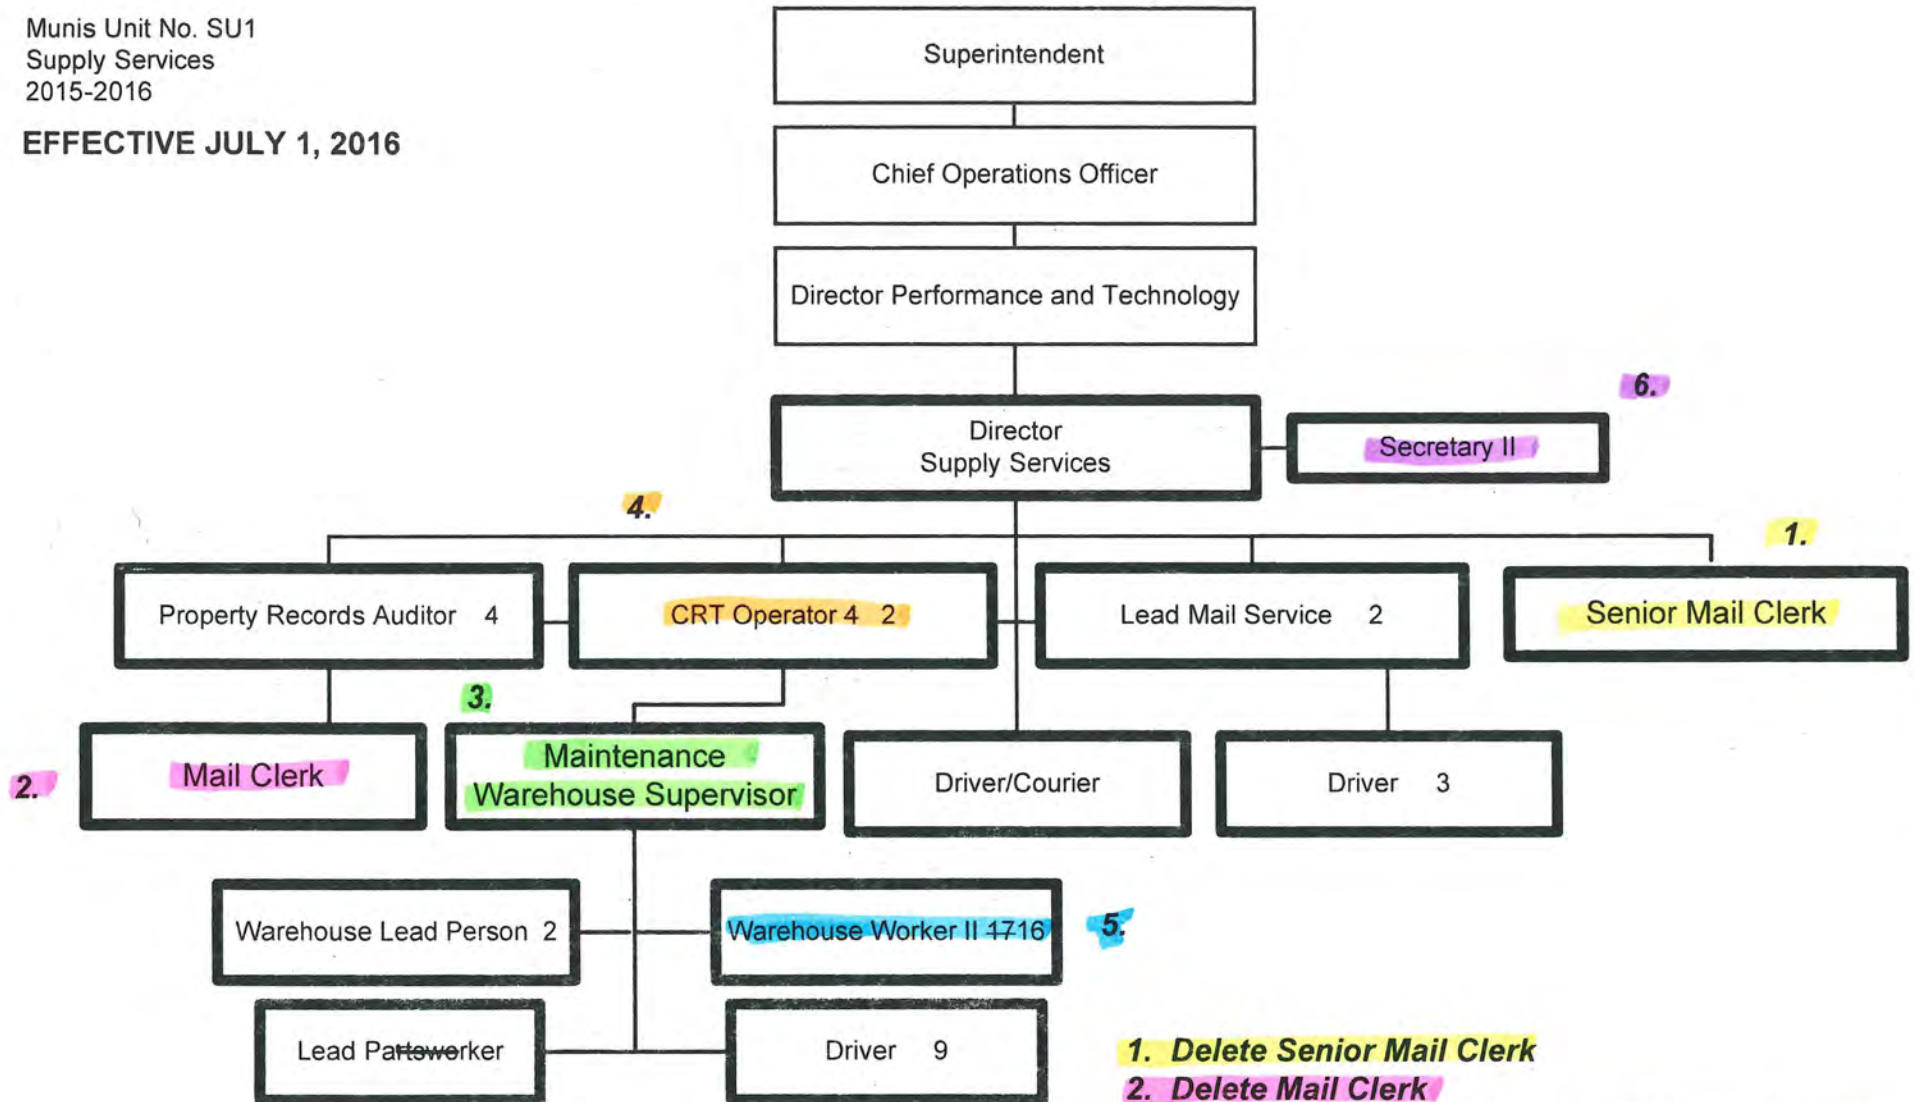 Munis Unit No. SU1
Supply Services
2015-2016
EFFECTIVE JULY 1, 2016
Superintendent
Chief Operations Officer
Director Performance and Technology
Director
Supply Services
6.
Secretary II
4.
1.
Property Records Auditor 4
CRT Operator 4 2
Lead Mail Service 2
Senior Mail Clerk
3.
2.
Mail Clerk
Maintenance
Warehouse Supervisor
Driver/Courier
Driver 3
Warehouse Lead Person 2
Warehouse Worker II 1716
5.
Lead Partsworker
Driver 9
1. Delete Senior Mail Clerk
2. Delete Mail Clerk